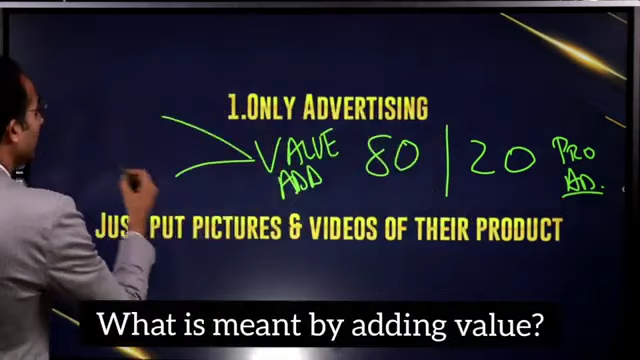 1.ONLY ADVERTISING
VALUE ADD 80 | 20 PRO AD.
JUST PUT PICTURES & VIDEOS OF THEIR PRODUCT
What is meant by adding value?